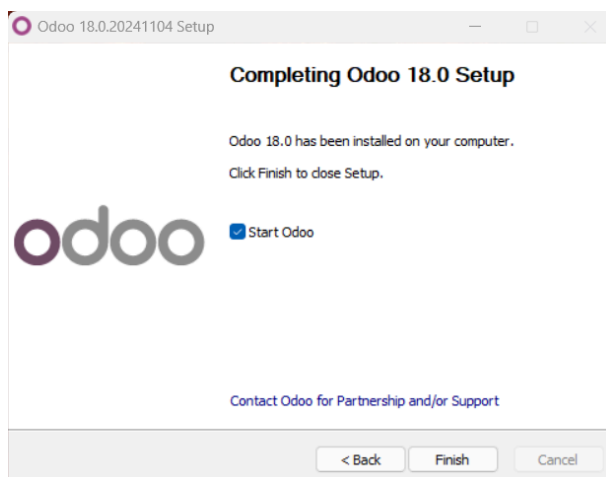 Odoo 18.0.20241104 Setup
Completing Odoo 18.0 Setup
Odoo 18.0 has been installed on your computer.
Click Finish to close Setup.
odoo
Start Odoo
Contact Odoo for Partnership and/or Support
< Back
Finish
Cancel